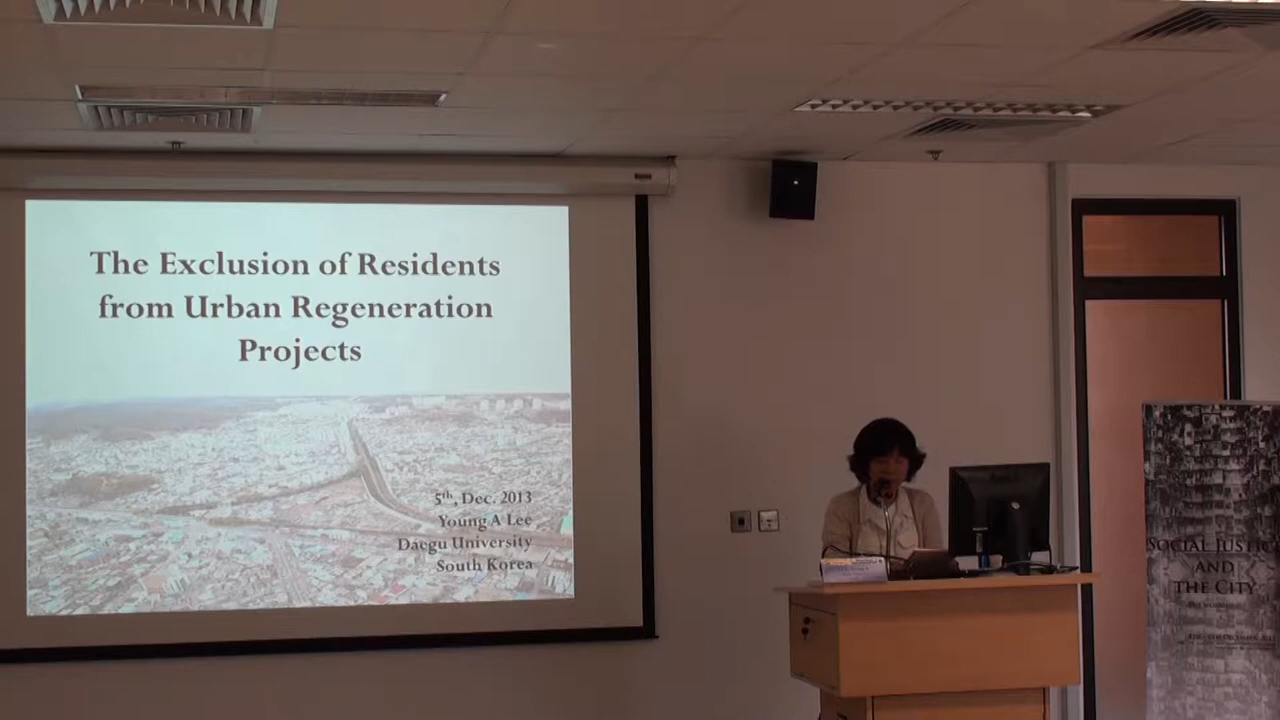 The Exclusion of Residents
from Urban Regeneration
Projects
5th, Dec. 2013
Young A Lee
Daegu University
South Korea
SOCIAL JUSTICE
AND
THE CITY